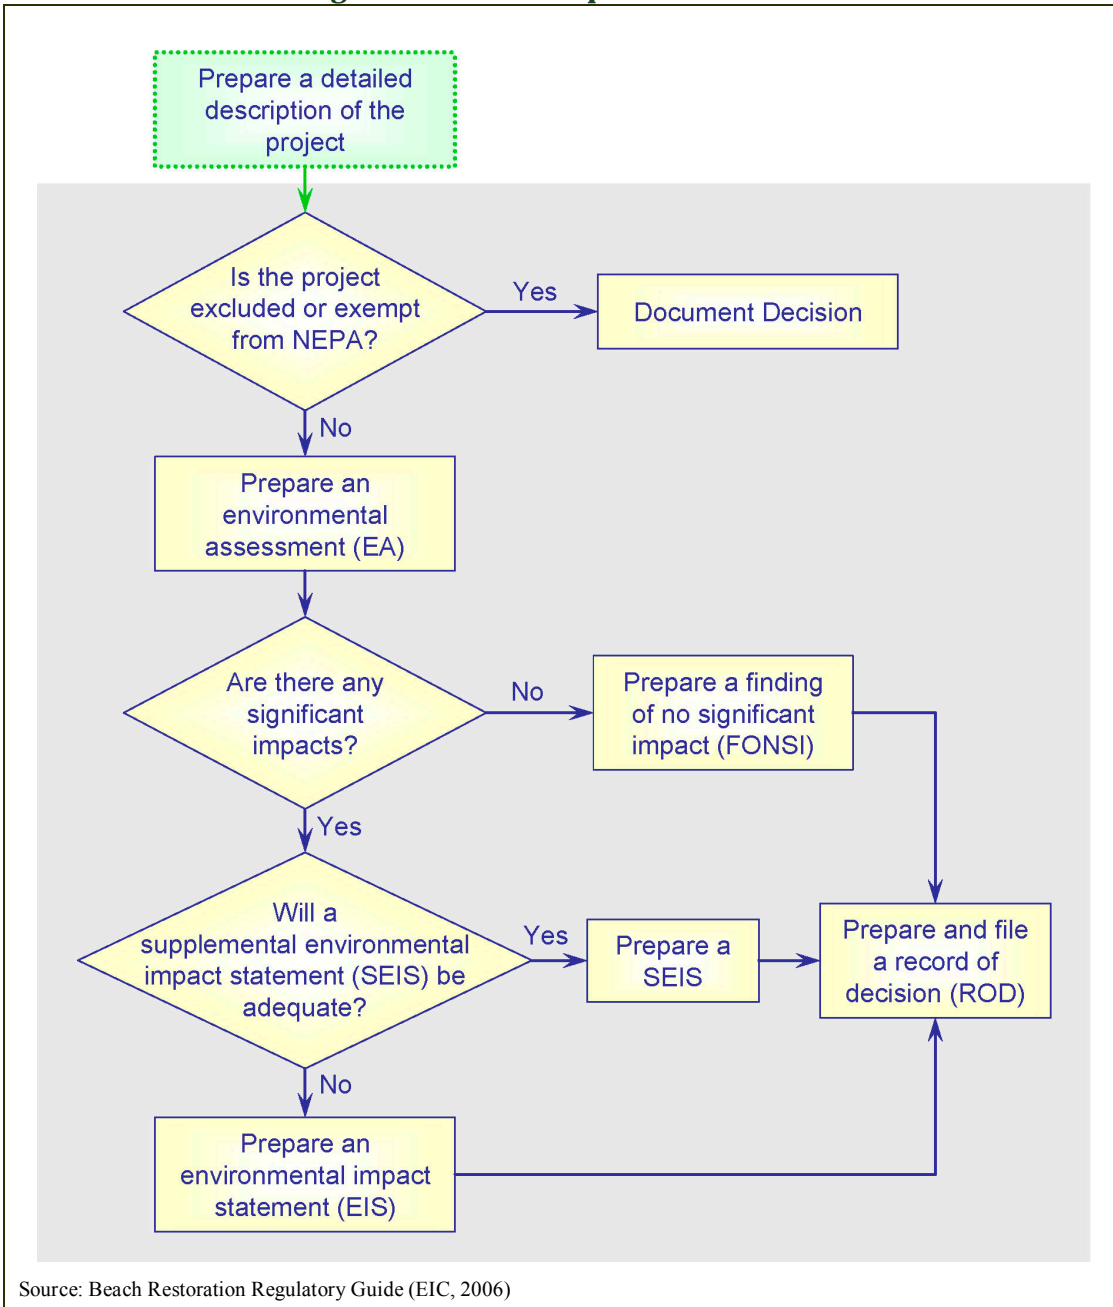 Prepare a detailed
description of the
project
Is the project
excluded or exempt
from NEPA?
Yes
Document Decision
No
Prepare an
environmental
assessment (EA)
Are there any
significant
impacts?
No
Prepare a finding
of no significant
impact (FONSI)
Yes
Will a
supplemental environmental
impact statement (SEIS) be
adequate?
Yes
Prepare a
SEIS
Prepare and file
a record of
decision (ROD)
No
Prepare an
environmental impact
statement (EIS)
Source: Beach Restoration Regulatory Guide (EIC, 2006)